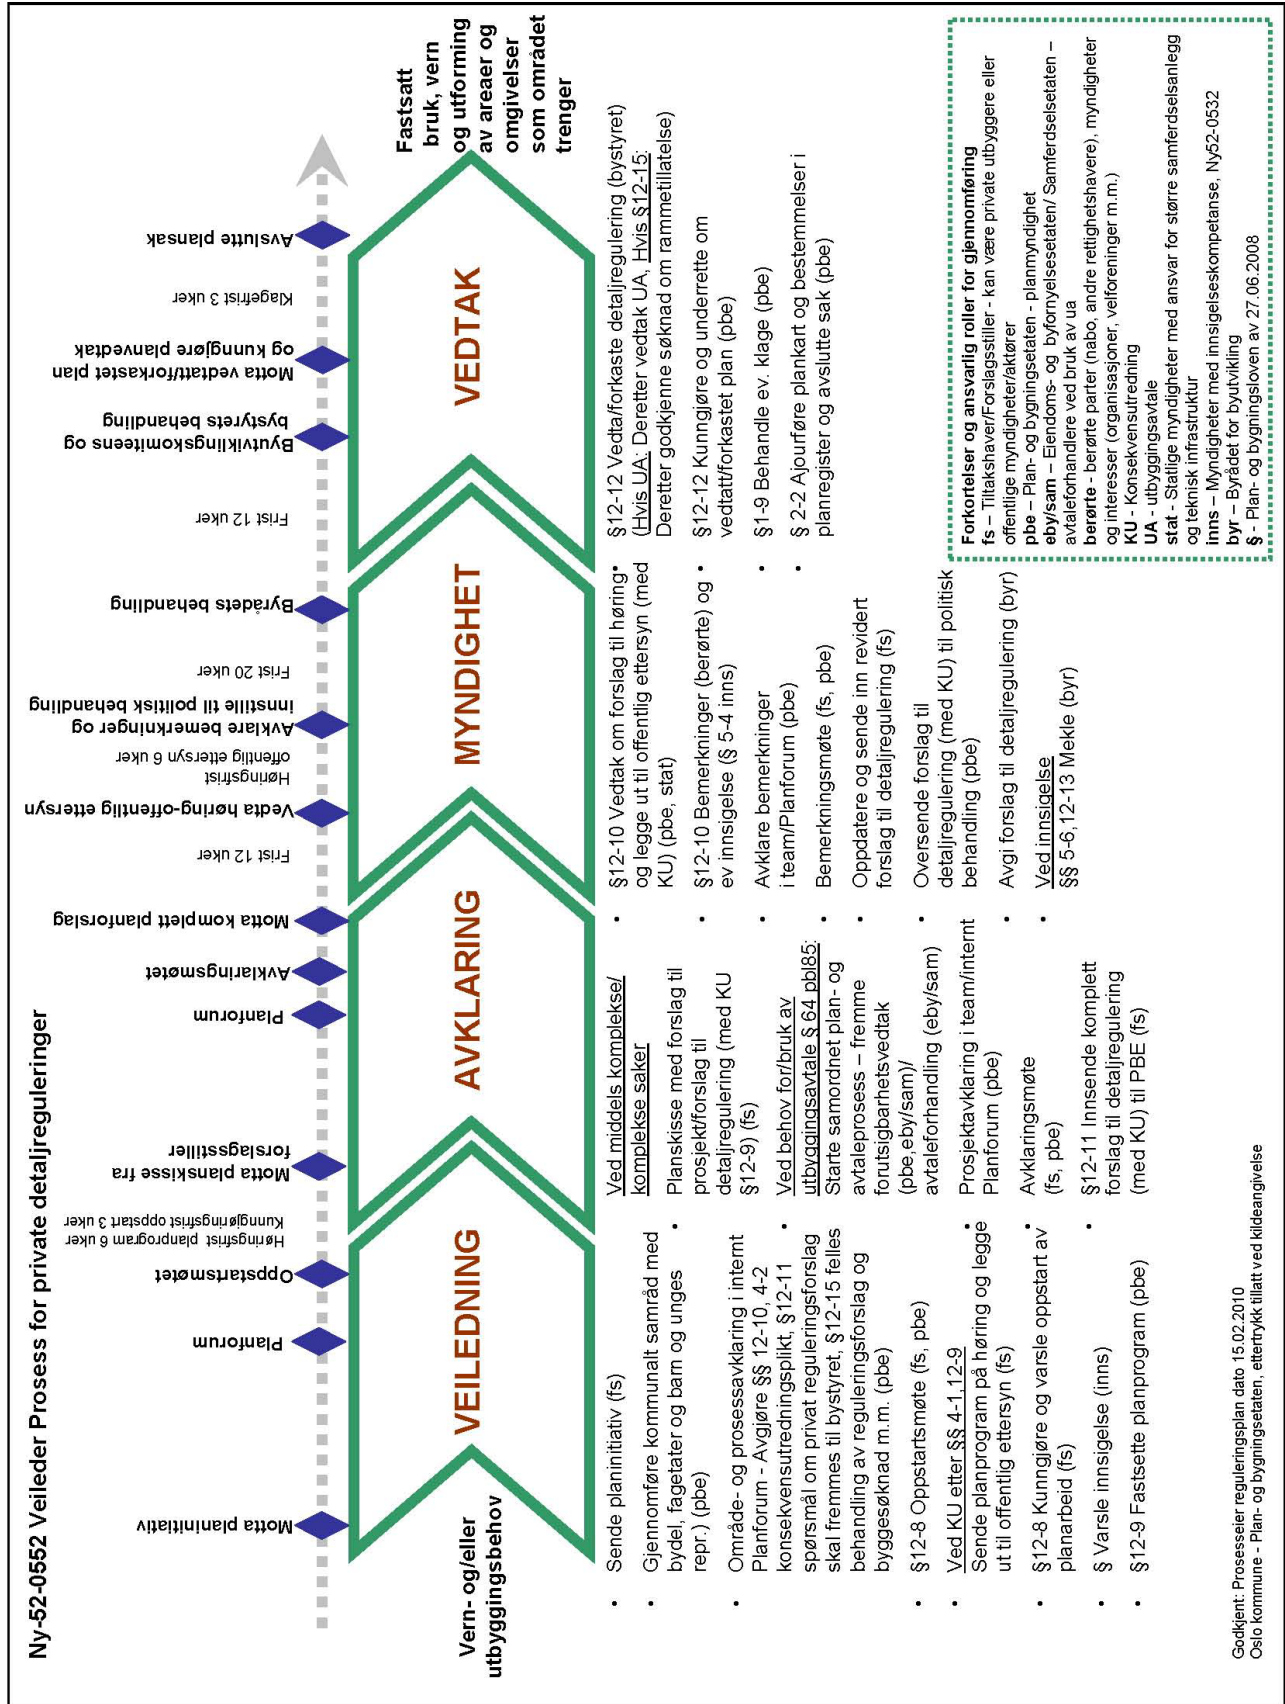 Ny-52-0552 Veileder Prosess for private detaljreguleringer
Motta planinitiativ
Planforum
Oppstartsmøtet
Høringsfrist planprogram 6 uker
Kunngjøringsfrist oppstart 3 uker
Motta planskisse fra
forslagsstiller
Planforum
Avklaringsmøtet
Motta komplett planforslag
Frist 12 uker
Vedta høring-offentlig ettersyn
Høringsfrist
offentlig ettersyn 6 uker
Avklare bemerkninger og
innstille til politisk behandling
Frist 20 uker
Byrådets behandling
Frist 12 uker
Byutviklingskomiteens og
bystyrets behandling
Motta vedtatt/forkastet plan
og kunngjøre planvedtak
Klagefrist 3 uker
Avslutte plansak
Vern- og/eller
utbyggingsbehov
VEILEDNING
AVKLARING
MYNDIGHET
VEDTAK
Fastsatt
bruk, vern
og utforming
av arealer og
omgivelser
som området
trenger
• Sende planinitiativ (fs)
• Gjennomføre kommunalt samråd med
bydel, fagetater og barn og unges
repr.) (pbe)
• Område- og prosessavklaring i internt
Planforum - Avgjøre §§ 12-10, 4-2
konsekvensutredningsplikt, §12-11
spørsmål om privat reguleringsforslag
skal fremmes til bystyret, §12-15 felles
behandling av reguleringsforslag og
byggesøknad m.m. (pbe)
• §12-8 Oppstartsmøte (fs, pbe)
• Ved KU etter §§ 4-1,12-9
Sende planprogram på høring og legge
ut til offentlig ettersyn (fs)
• §12-8 Kunngjøre og varsle oppstart av
planarbeid (fs)
• § Varsle innsigelse (inns)
• §12-9 Fastsette planprogram (pbe)
Ved middels komplekse/
komplekse saker
• Planskisse med forslag til
prosjekt/forslag til
detaljregulering (med KU
§12-9) (fs)
• Ved behov for/bruk av
utbyggingsavtale § 64 pbl85:
Starte samordnet plan- og
avtaleprosess – fremme
forutsigbarhetsvedtak
(pbe,eby/sam)/
avtaleforhandling (eby/sam)
• Prosjektavklaring i team/internt
Planforum (pbe)
• Avklaringsmøte
(fs, pbe)
• §12-11 Innsende komplett
forslag til detaljregulering
(med KU) til PBE (fs)
• §12-10 Vedtak om forslag til høring
og legge ut til offentlig ettersyn (med
KU) (pbe, stat)
• §12-10 Bemerkninger (berørte) og
ev innsigelse (§ 5-4 inns)
• Avklare bemerkninger
i team/Planforum (pbe)
• Bemerkningsmøte (fs, pbe)
• Oppdatere og sende inn revidert
forslag til detaljregulering (fs)
• Oversende forslag til
detaljregulering (med KU) til politisk
behandling (pbe)
• Avgi forslag til detaljregulering (byr)
• Ved innsigelse
§§ 5-6,12-13 Mekle (byr)
• §12-12 Vedta/forkaste detaljregulering (bystyret)
(Hvis UA: Deretter vedtak UA, Hvis §12-15:
Deretter godkjenne søknad om rammetillatelse)
• §12-12 Kunngjøre og underrette om
vedtatt/forkastet plan (pbe)
• §1-9 Behandle ev. klage (pbe)
• § 2-2 Ajourføre plankart og bestemmelser i
planregister og avslutte sak (pbe)
Forkortelser og ansvarlig roller for gjennomføring
fs – Tiltakshaver/Forslagsstiller - kan være private utbyggere eller
offentlige myndigheter/aktører
pbe – Plan- og bygningsetaten - planmyndighet
eby/sam – Eiendoms- og byfornyelsesetaten/ Samferdselsetaten –
avtaleforhandlere ved bruk av ua
berørte - berørte parter (nabo, andre rettighetshavere), myndigheter
og interesser (organisasjoner, velforeninger m.m.)
KU - Konsekvensutredning
UA - utbyggingsavtale
stat - Statlige myndigheter med ansvar for større samferdselsanlegg
og teknisk infrastruktur
inns – Myndigheter med innsigelseskompetanse, Ny52-0532
byr – Byrådet for byutvikling
§ - Plan- og bygningsloven av 27.06.2008
Godkjent: Prosesseier reguleringsplan dato 15.02.2010
Oslo kommune - Plan- og bygningsetaten, ettertrykk tillatt ved kildeangivelse